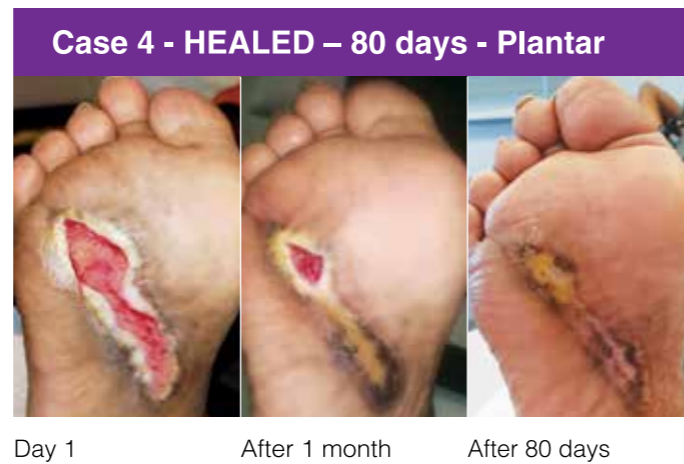 Case 4 - HEALED – 80 days - Plantar
Day 1
After 1 month
After 80 days